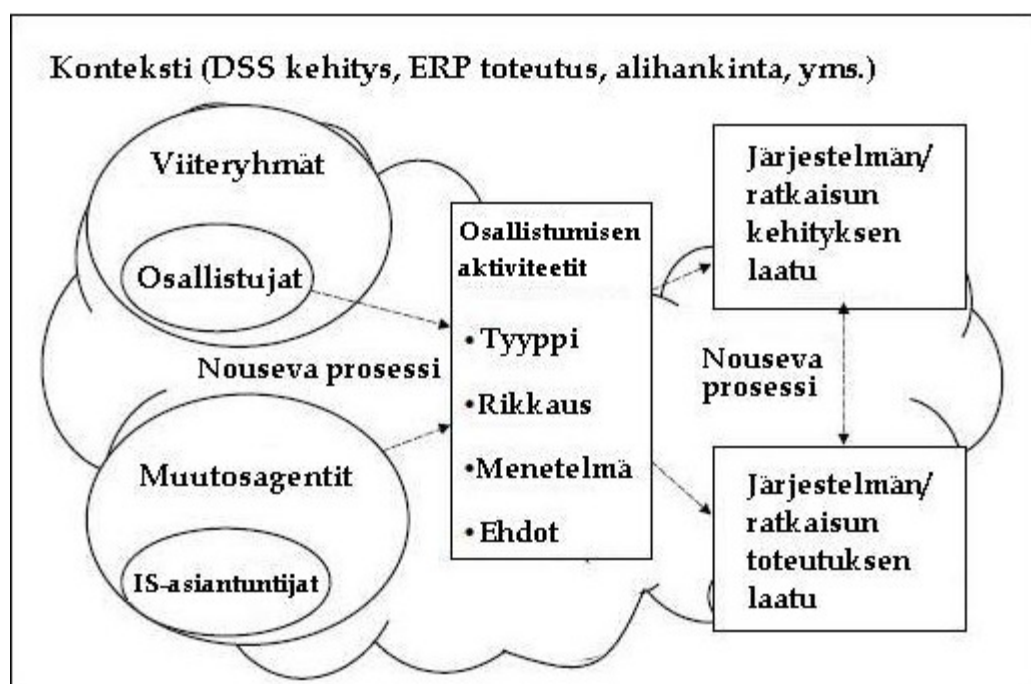 Konteksti (DSS kehitys, ERP toteutus, alihankinta, yms.)
Viiteryhmät
Osallistujat
Nouseva prosessi
Muutosagentit
IS-asiantuntijat
Osallistumisen
aktiviteetit
• Tyyppi
• Rikkaus
• Menetelmä
• Ehdot
Järjestelmän/
ratkaisun
kehityksen
laatu
Nouseva
prosessi
Järjestelmän/
ratkaisun
toteutuksen
laatu